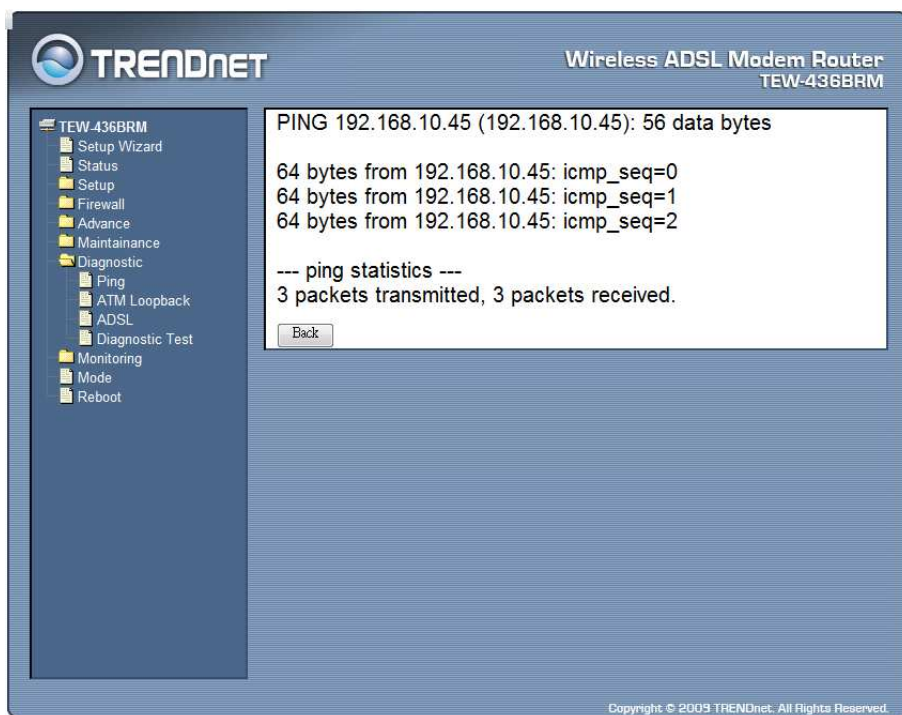 TRENDNET
Wireless ADSL Modem Router
TEW-436BRM
TEW-436BRM
Setup Wizard
Status
Setup
Firewall
Advance
Maintainance
Diagnostic
Ping
ATM Loopback
ADSL
Diagnostic Test
Monitoring
Mode
Reboot
PING 192.168.10.45 (192.168.10.45): 56 data bytes
64 bytes from 192.168.10.45: icmp_seq=0
64 bytes from 192.168.10.45: icmp_seq=1
64 bytes from 192.168.10.45: icmp_seq=2
--- ping statistics ---
3 packets transmitted, 3 packets received.
Back
Copyright © 2009 TRENDnet. All Rights Reserved.